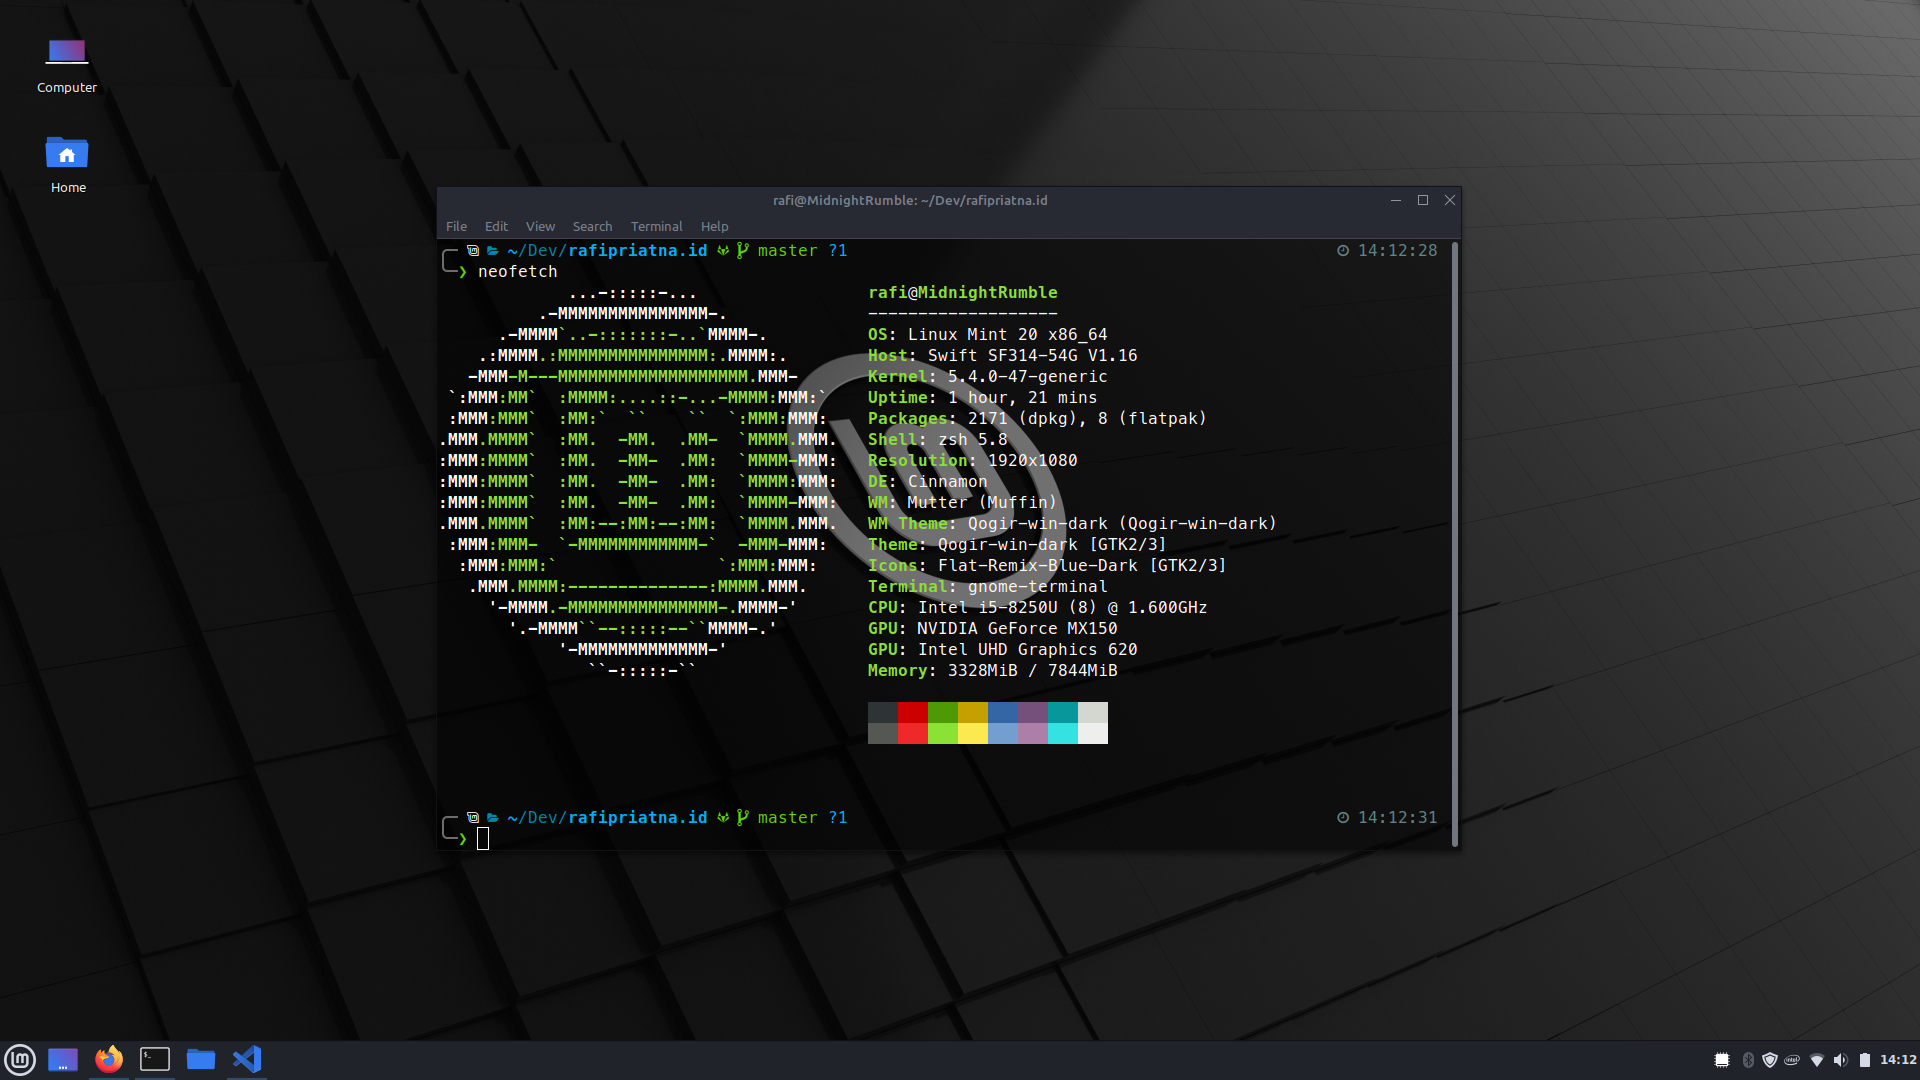 Computer
Home
rafi@MidnightRumble: ~/Dev/rafipriatna.id
File Edit View Search Terminal Help
~/Dev/rafipriatna.id master ?1 14:12:28
❯ neofetch
...-:::::-... rafi@MidnightRumble
.-MMMMMMMMMMMMMMM-. -------------------
.-MMMM`..-:::::::-..`MMMM-. OS: Linux Mint 20 x86_64
.:MMMM.:MMMMMMMMMMMMMMM:.MMMM:. Host: Swift SF314-54G V1.16
-MMM-M---MMMMMMMMMMMMMMMMMMM.MMM- Kernel: 5.4.0-47-generic
`:MMM:MM`  :MMMM:....::-...-MMMM:MMM:` Uptime: 1 hour, 21 mins
:MMM:MMM`  :MM:`  ``    ``  `:MMM:MMM: Packages: 2171 (dpkg), 8 (flatpak)
.MMM.MMMM`  :MM.  -MM.  .MM-  `MMMM.MMM. Shell: zsh 5.8
:MMM:MMMM`  :MM.  -MM-  .MM:  `MMMM-MMM: Resolution: 1920x1080
:MMM:MMMM`  :MM.  -MM-  .MM:  `MMMM:MMM: DE: Cinnamon
:MMM:MMMM`  :MM.  -MM-  .MM:  `MMMM-MMM: WM: Mutter (Muffin)
.MMM.MMMM`  :MM:--:MM:--:MM:  `MMMM.MMM. WM Theme: Qogir-win-dark (Qogir-win-dark)
:MMM:MMM-  `-MMMMMMMMMMMM-`  -MMM-MMM: Theme: Qogir-win-dark [GTK2/3]
:MMM:MMM:`                `:MMM:MMM: Icons: Flat-Remix-Blue-Dark [GTK2/3]
.MMM.MMMM:--------------:MMMM.MMM. Terminal: gnome-terminal
'-MMMM.-MMMMMMMMMMMMMMM-.MMMM-' CPU: Intel i5-8250U (8) @ 1.600GHz
'.-MMMM``--:::::--``MMMM-.' GPU: NVIDIA GeForce MX150
'-MMMMMMMMMMMMM-' GPU: Intel UHD Graphics 620
``-:::::-`` Memory: 3328MiB / 7844MiB
~/Dev/rafipriatna.id master ?1 14:12:31
❯
14:12